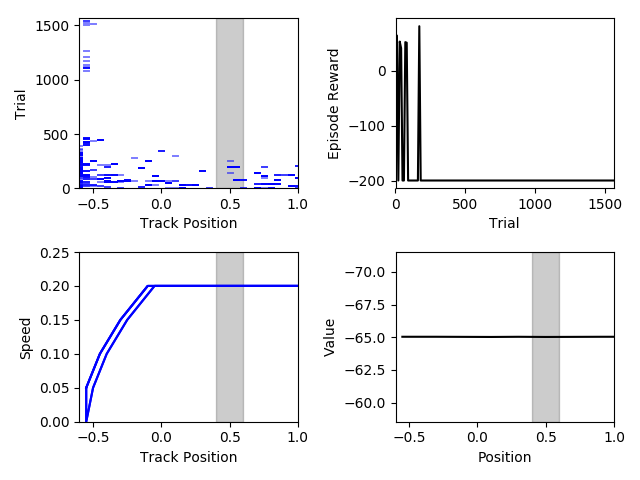 1500
1000
500
0
−0.5 0.0 0.5 1.0
Trial
Track Position
0
−100
−200
0 500 1000 1500
Episode Reward
Trial
0.25
0.20
0.15
0.10
0.05
0.00
−0.5 0.0 0.5 1.0
Speed
Track Position
−70.0
−67.5
−65.0
−62.5
−60.0
−0.5 0.0 0.5 1.0
Value
Position